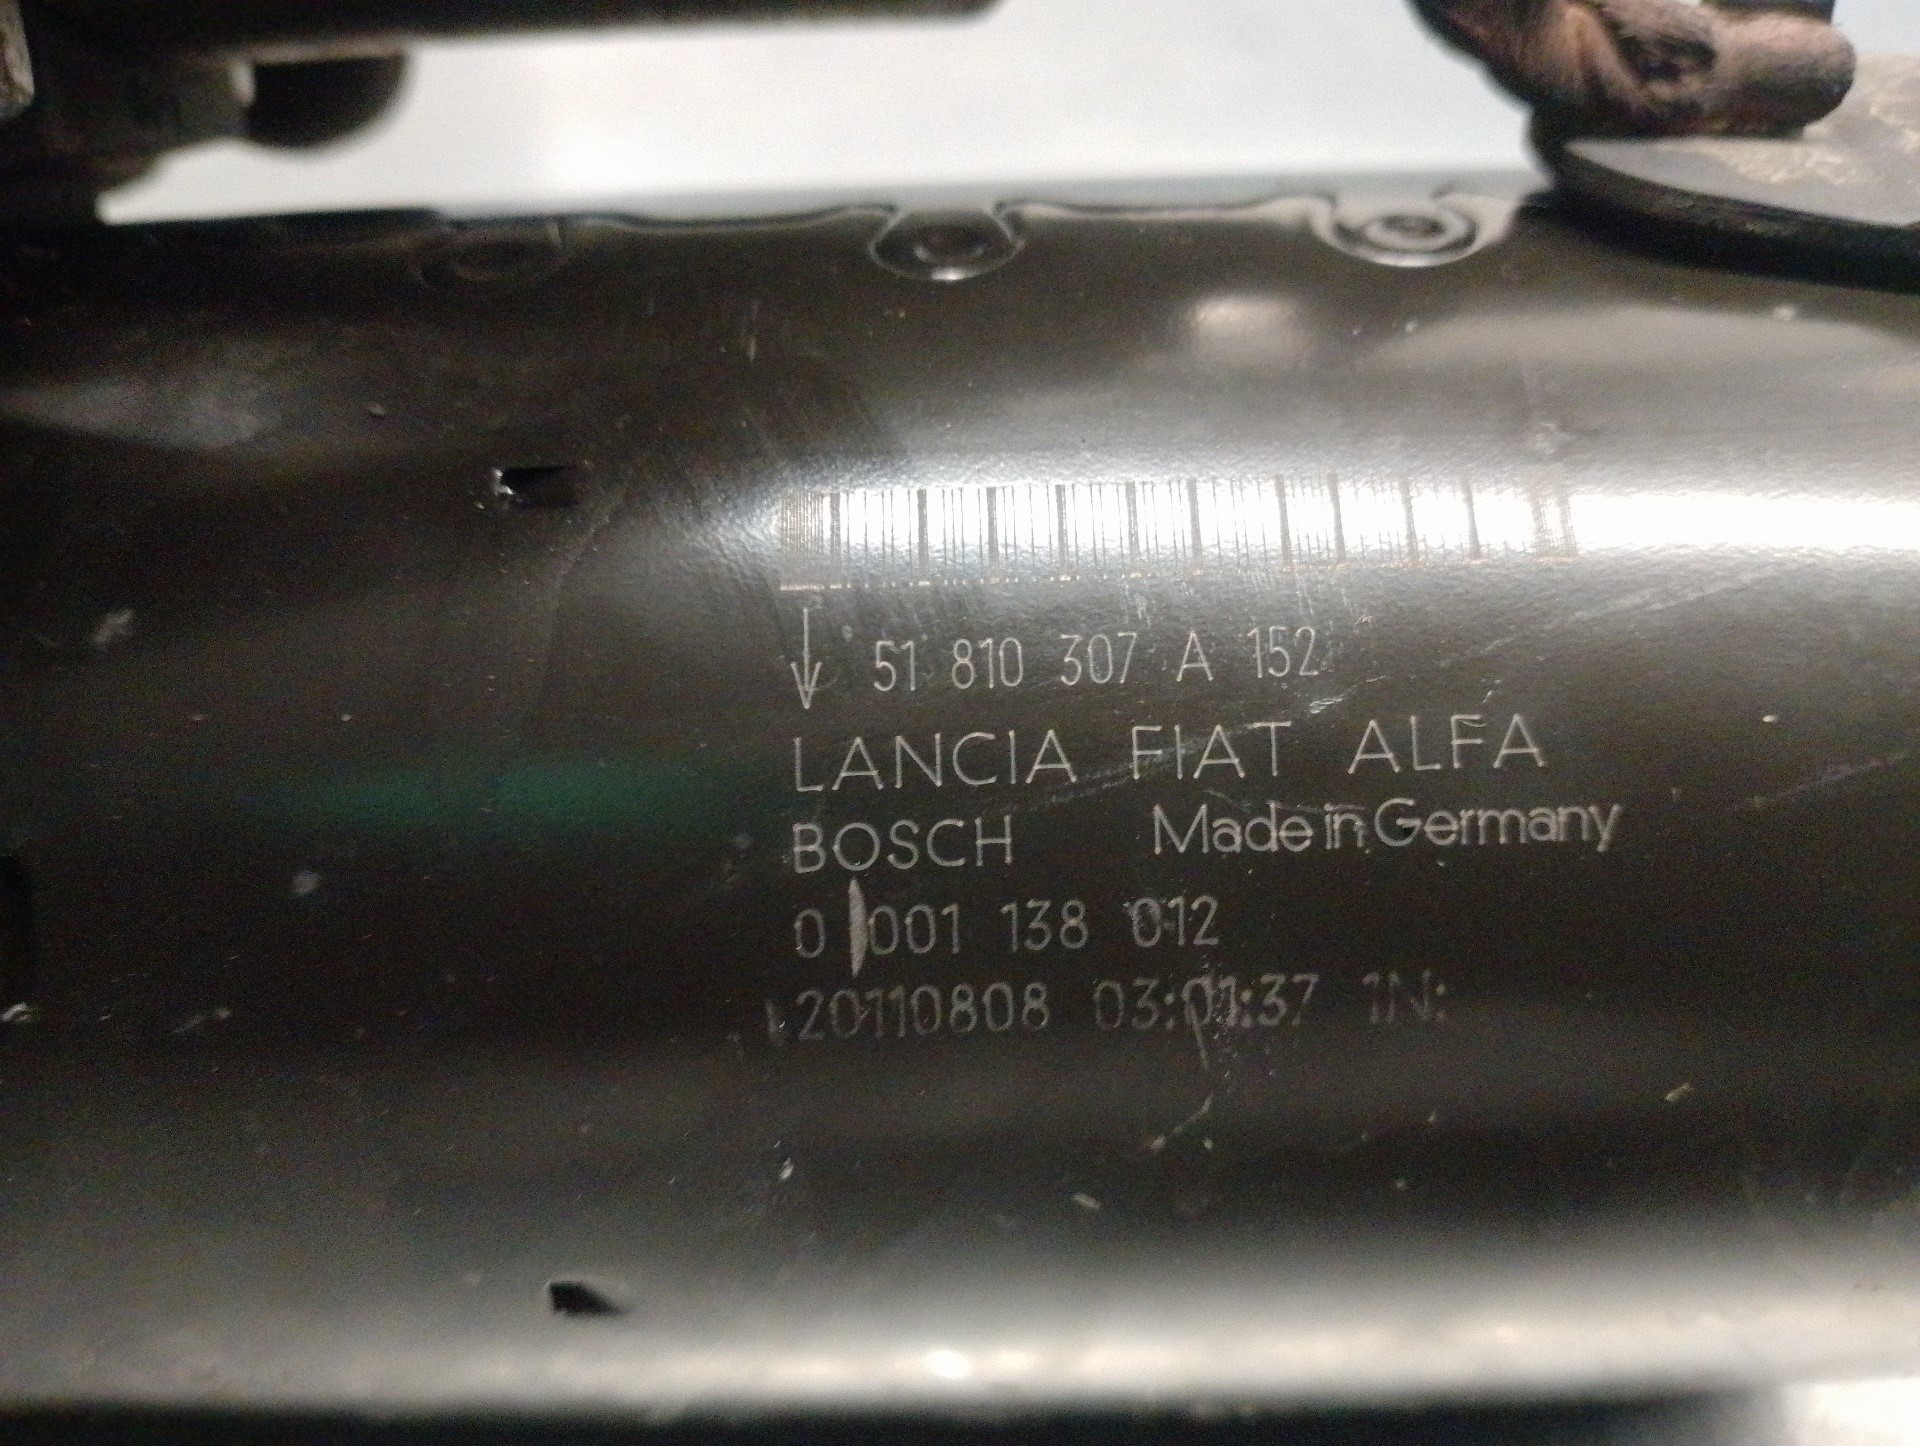 51 810 307 A 152
LANCIA FIAT ALFA
BOSCH Made in Germany
0 001 138 012
20110808 03:01:37 1N: